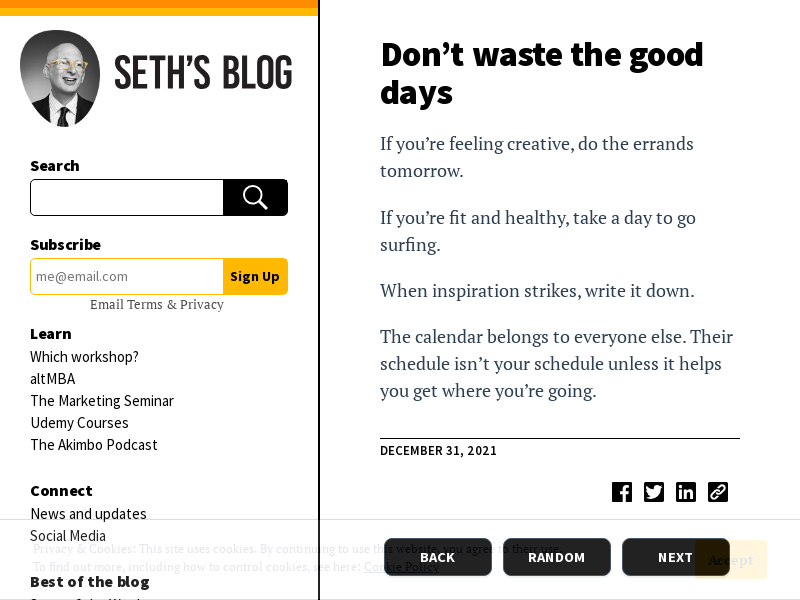 SETH'S BLOG
Search
Subscribe
me@email.com
Sign Up
Email Terms & Privacy
Learn
Which workshop?
altMBA
The Marketing Seminar
Udemy Courses
The Akimbo Podcast
Connect
News and updates
Social Media
Best of the blog
Don’t waste the good
days
If you’re feeling creative, do the errands
tomorrow.
If you’re fit and healthy, take a day to go
surfing.
When inspiration strikes, write it down.
The calendar belongs to everyone else. Their
schedule isn’t your schedule unless it helps
you get where you’re going.
DECEMBER 31, 2021
Privacy & Cookies: This site uses cookies. By continuing to use this website, you agree to their use.
To find out more, including how to control cookies, see here: Cookie Policy
BACK
RANDOM
NEXT
Accept